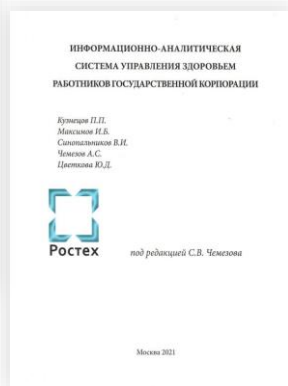 ИНФОРМАЦИОННО-АНАЛИТИЧЕСКАЯ
СИСТЕМА УПРАВЛЕНИЯ ЗДОРОВЬЕМ
РАБОТНИКОВ ГОСУДАРСТВЕННОЙ КОРПОРАЦИИ
Кузнецов П.П.
Максимов И.Б.
Синопальников В.И.
Чемезов А.С.
Цветкова Ю.Д.
Ростех
под редакцией С.В. Чемезова
Москва 2021